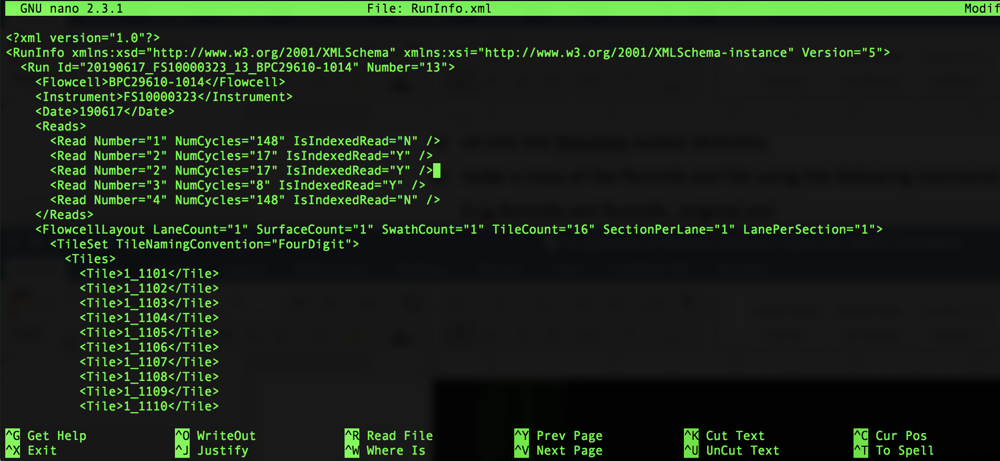 GNU nano 2.3.1 File: RunInfo.xml Modif
<?xml version="1.0"?>
<RunInfo xmlns:xsd="http://www.w3.org/2001/XMLSchema" xmlns:xsi="http://www.w3.org/2001/XMLSchema-instance" Version="5">
<Run Id="20190617_FS10000323_13_BPC29610-1014" Number="13">
<Flowcell>BPC29610-1014</Flowcell>
<Instrument>FS10000323</Instrument>
<Date>190617</Date>
<Reads>
<Read Number="1" NumCycles="148" IsIndexedRead="N" />
<Read Number="2" NumCycles="17" IsIndexedRead="Y" />
<Read Number="2" NumCycles="17" IsIndexedRead="Y" />
<Read Number="3" NumCycles="8" IsIndexedRead="Y" />
<Read Number="4" NumCycles="148" IsIndexedRead="N" />
</Reads>
<FlowcellLayout LaneCount="1" SurfaceCount="1" SwathCount="1" TileCount="16" SectionPerLane="1" LanePerSection="1">
<TileSet TileNamingConvention="FourDigit">
<Tiles>
<Tile>1_1101</Tile>
<Tile>1_1102</Tile>
<Tile>1_1103</Tile>
<Tile>1_1104</Tile>
<Tile>1_1105</Tile>
<Tile>1_1106</Tile>
<Tile>1_1107</Tile>
<Tile>1_1108</Tile>
<Tile>1_1109</Tile>
<Tile>1_1110</Tile>
^G Get Help ^O WriteOut ^R Read File ^Y Prev Page ^K Cut Text ^C Cur Pos
^X Exit ^J Justify ^W Where Is ^V Next Page ^U UnCut Text ^T To Spell